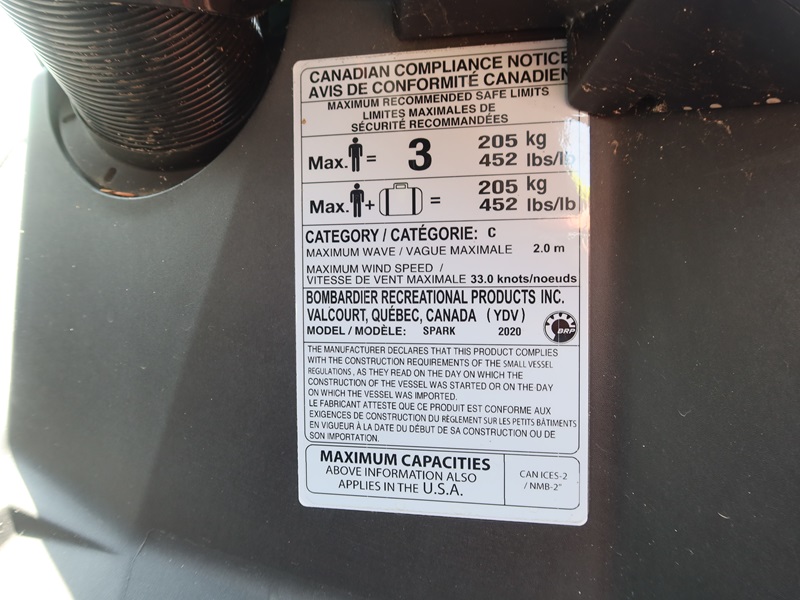 CANADIAN COMPLIANCE NOTICE
AVIS DE CONFORMITÉ CANADIEN
MAXIMUM RECOMMENDED SAFE LIMITS
LIMITES MAXIMALES DE
SÉCURITÉ RECOMMANDÉES
Max. = 3 205 kg
452 lbs/lb
Max. + = 205 kg
452 lbs/lb
CATEGORY / CATÉGORIE: C
MAXIMUM WAVE / VAGUE MAXIMALE 2.0 m
MAXIMUM WIND SPEED /
VITESSE DE VENT MAXIMALE 33.0 knots/noeuds
BOMBARDIER RECREATIONAL PRODUCTS INC.
VALCOURT, QUÉBEC, CANADA (YDV)
MODEL / MODÈLE: SPARK 2020
BRP
THE MANUFACTURER DECLARES THAT THIS PRODUCT COMPLIES
WITH THE CONSTRUCTION REQUIREMENTS OF THE SMALL VESSEL
REGULATIONS, AS THEY READ ON THE DAY ON WHICH THE
CONSTRUCTION OF THE VESSEL WAS STARTED OR ON THE DAY
ON WHICH THE VESSEL WAS IMPORTED.
LE FABRICANT ATTESTE QUE CE PRODUIT EST CONFORME AUX
EXIGENCES DE CONSTRUCTION DU RÈGLEMENT SUR LES PETITS BÂTIMENTS
EN VIGUEUR À LA DATE DU DÉBUT DE SA CONSTRUCTION OU DE
SON IMPORTATION.
MAXIMUM CAPACITIES
ABOVE INFORMATION ALSO
APPLIES IN THE U.S.A.
CAN ICES-2
/ NMB-2"